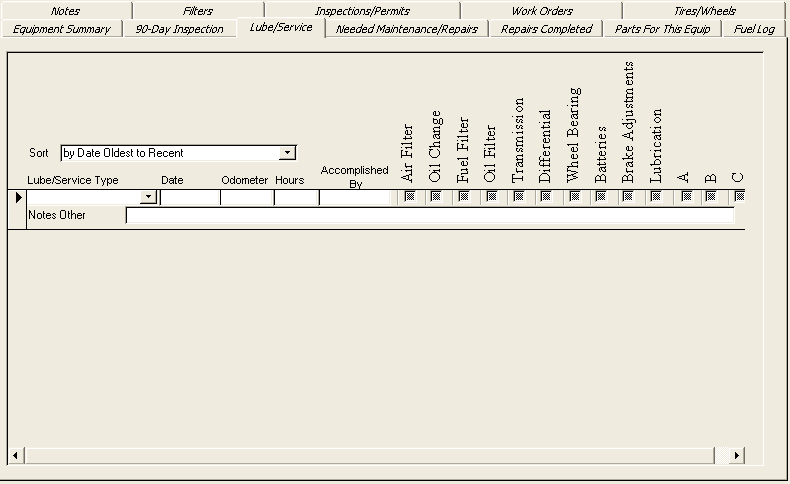 Notes Filters Inspections/Permits Work Orders Tires/Wheels
Equipment Summary 90-Day Inspection Lube/Service Needed Maintenance/Repairs Repairs Completed Parts For This Equip Fuel Log
Sort by Date Oldest to Recent
Lube/Service Type Date Odometer Hours Accomplished By Air Filter Oil Change Fuel Filter Oil Filter Transmission Differential Wheel Bearing Batteries Brake Adjustments Lubrication A B C
Notes Other